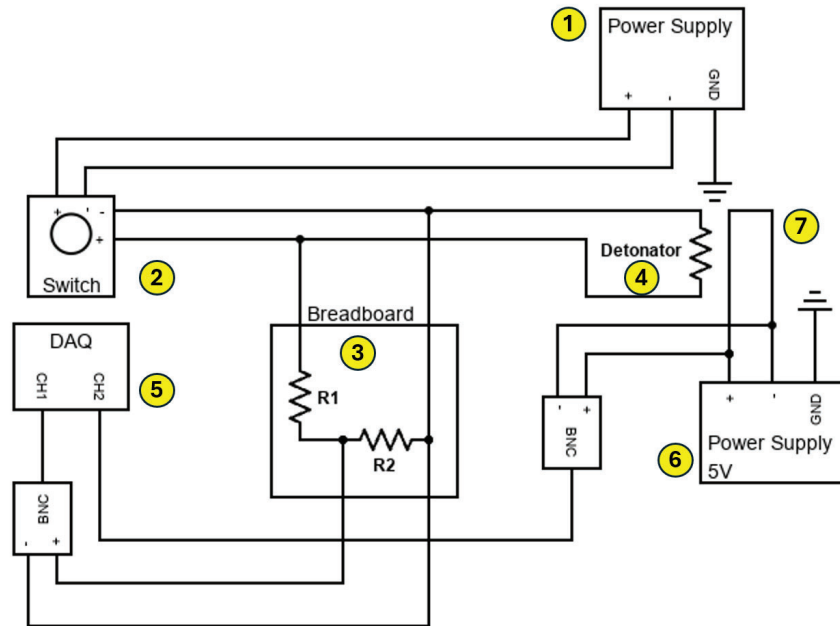 1
Power Supply
+
-
GND
+
-
-
+
Switch
2
7
Detonator
4
Breadboard
3
R1
R2
DAQ
CH1
CH2
5
BNC
-
+
-
+
BNC
+
-
GND
Power Supply
5V
6